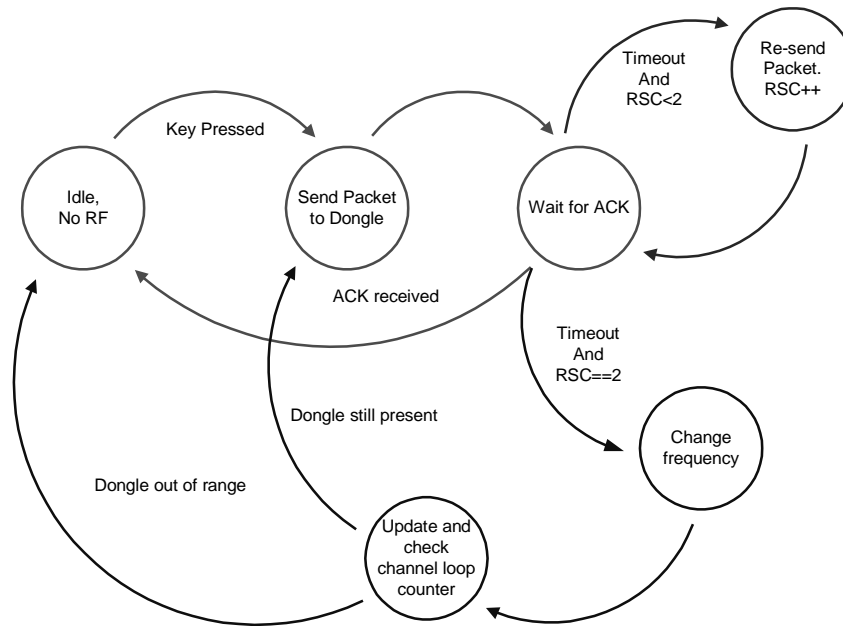 Timeout
And
RSC<2
Re-send
Packet.
RSC++
Key Pressed
Idle,
No RF
Send Packet
to Dongle
Wait for ACK
ACK received
Timeout
And
RSC==2
Dongle still present
Change
frequency
Dongle out of range
Update and
check
channel loop
counter